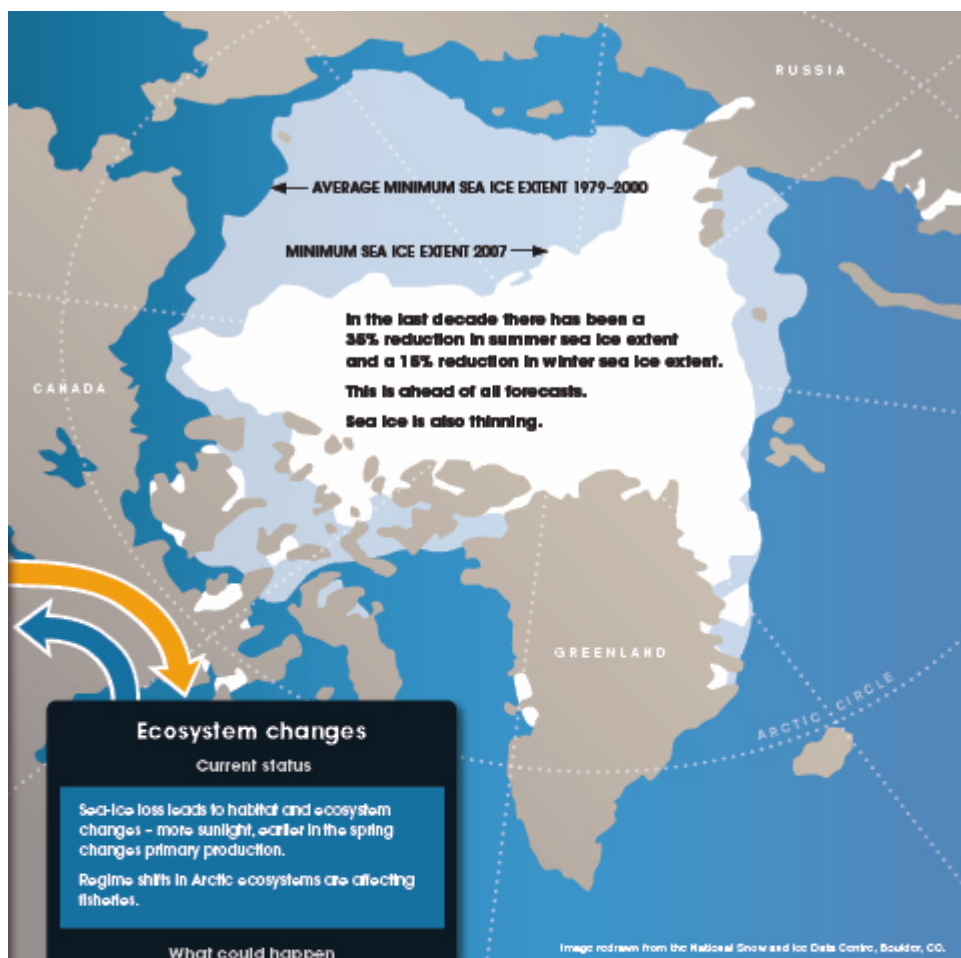 RUSSIA
AVERAGE MINIMUM SEA ICE EXTENT 1979–2000
MINIMUM SEA ICE EXTENT 2007
In the last decade there has been a
35% reduction in summer sea ice extent
and a 15% reduction in winter sea ice extent.
This is ahead of all forecasts.
Sea ice is also thinning.
CANADA
GREENLAND
ARCTIC CIRCLE
Ecosystem changes
Current status
Sea-ice loss leads to habitat and ecosystem
changes – more sunlight, earlier in the spring
changes primary production.
Regime shifts in Arctic ecosystems are affecting
fisheries.
What could happen
Image redrawn from the National Snow and Ice Data Centre, Boulder, CO.